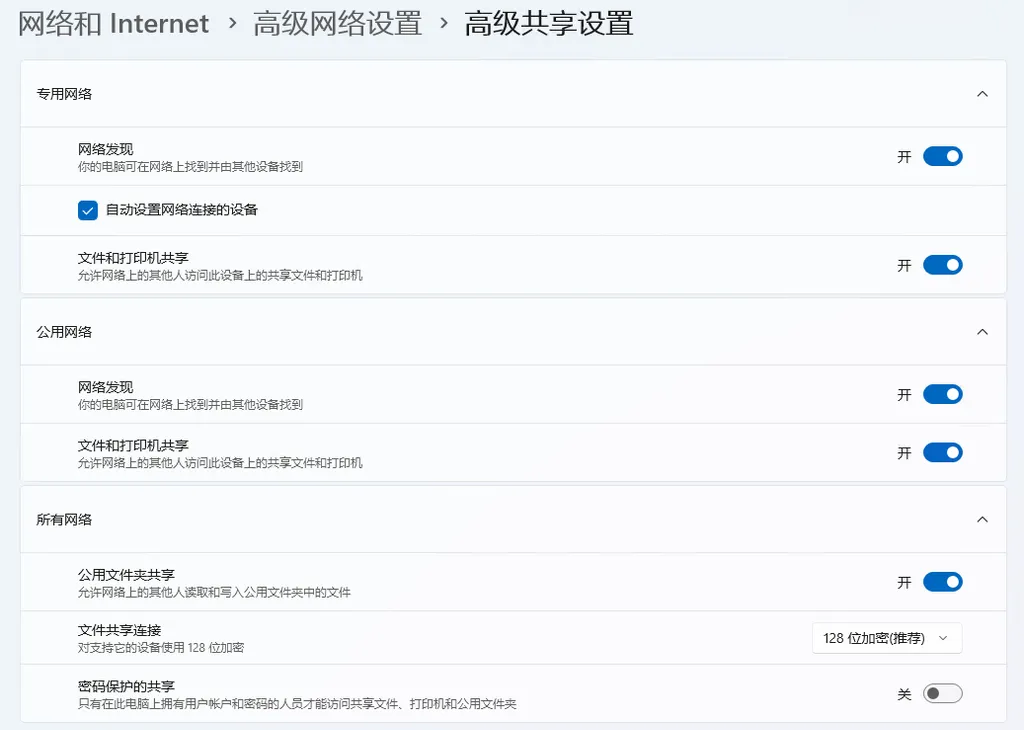 网络和 Internet › 高级网络设置 › 高级共享设置
专用网络
网络发现
你的电脑可在网络上找到并由其他设备找到
开
自动设置网络连接的设备
文件和打印机共享
允许网络上的其他人访问此设备上的共享文件和打印机
开
公用网络
网络发现
你的电脑可在网络上找到并由其他设备找到
开
文件和打印机共享
允许网络上的其他人访问此设备上的共享文件和打印机
开
所有网络
公用文件夹共享
允许网络上的其他人读取和写入公用文件夹中的文件
开
文件共享连接
对支持它的设备使用 128 位加密
128 位加密(推荐)
密码保护的共享
只有在此电脑上拥有用户帐户和密码的人员才能访问共享文件、打印机和公用文件夹
关